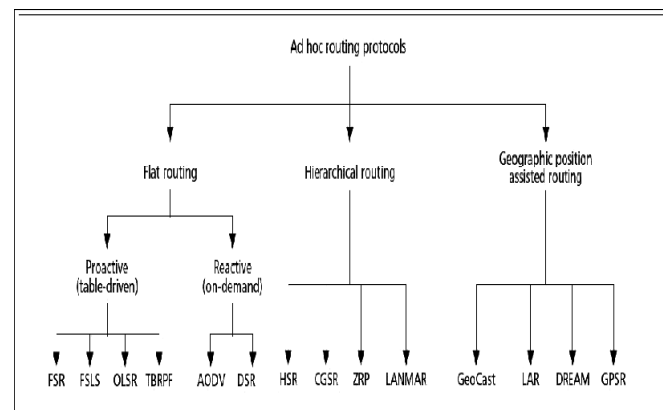 Ad hoc routing protocols
Flat routing
Hierarchical routing
Geographic position
assisted routing
Proactive
(table-driven)
Reactive
(on-demand)
FSR FSLS OLSR TBRPF AODV DSR HSR CGSR ZRP LANMAR GeoCast LAR DREAM GPSR